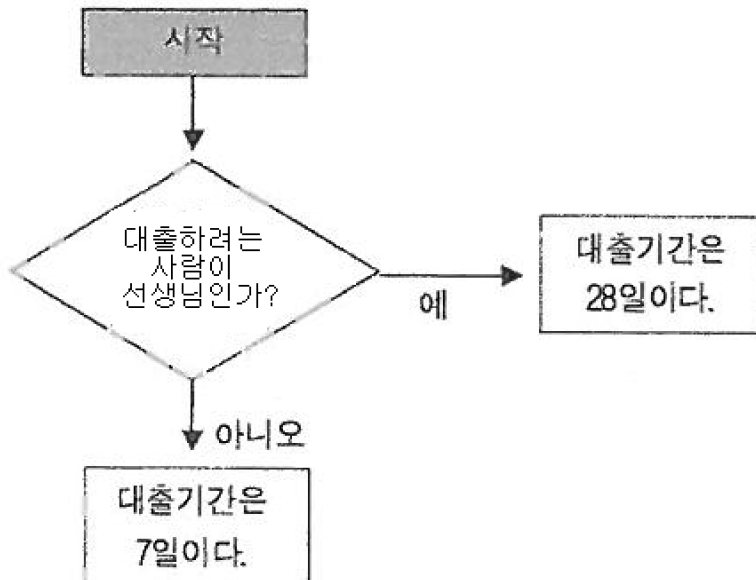 시작
대출하려는
사람이
선생님인가?
에
대출기간은
28일이다.
아니오
대출기간은
7일이다.